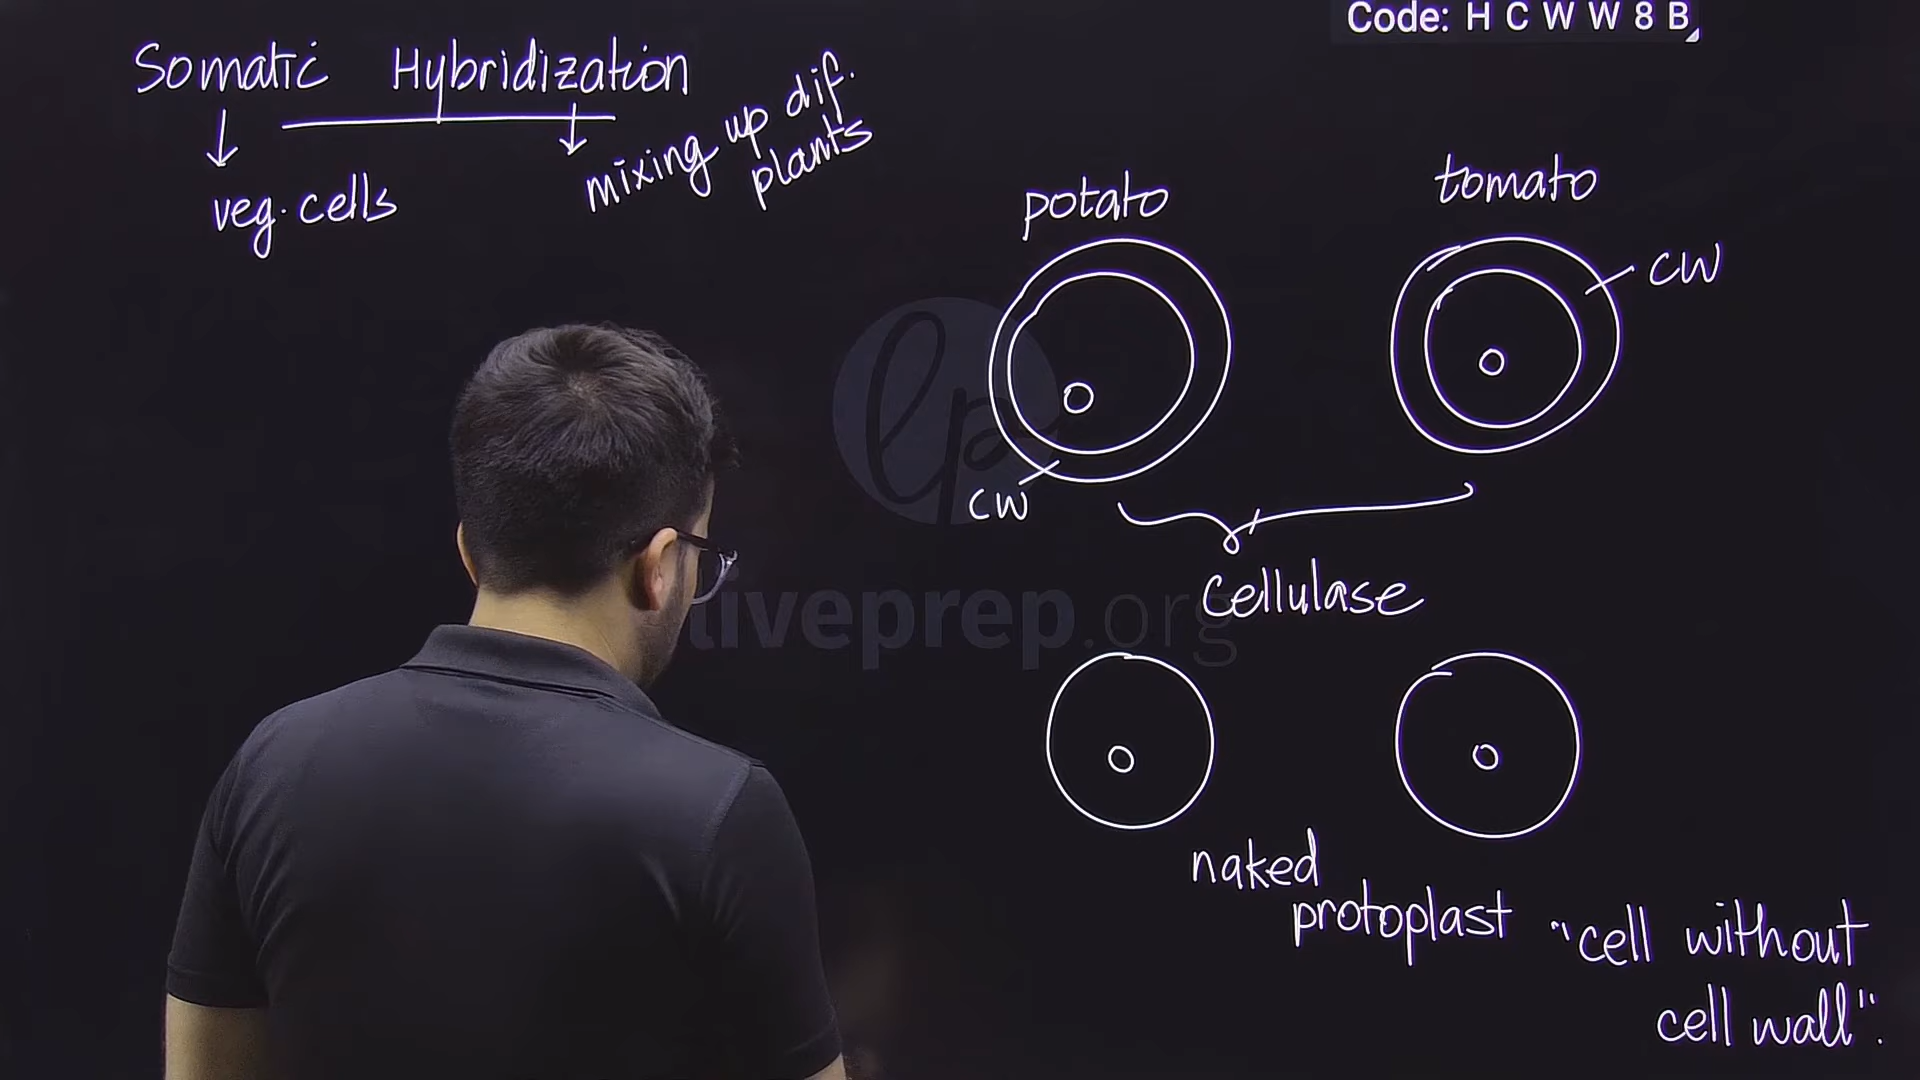 Code: H C W W 8 B
Somatic Hybridization
veg. cells
mixing up dif.
plants
potato
tomato
CW
CW
cellulase
lp
liveprep.org
naked
protoplast
"cell without
cell wall".